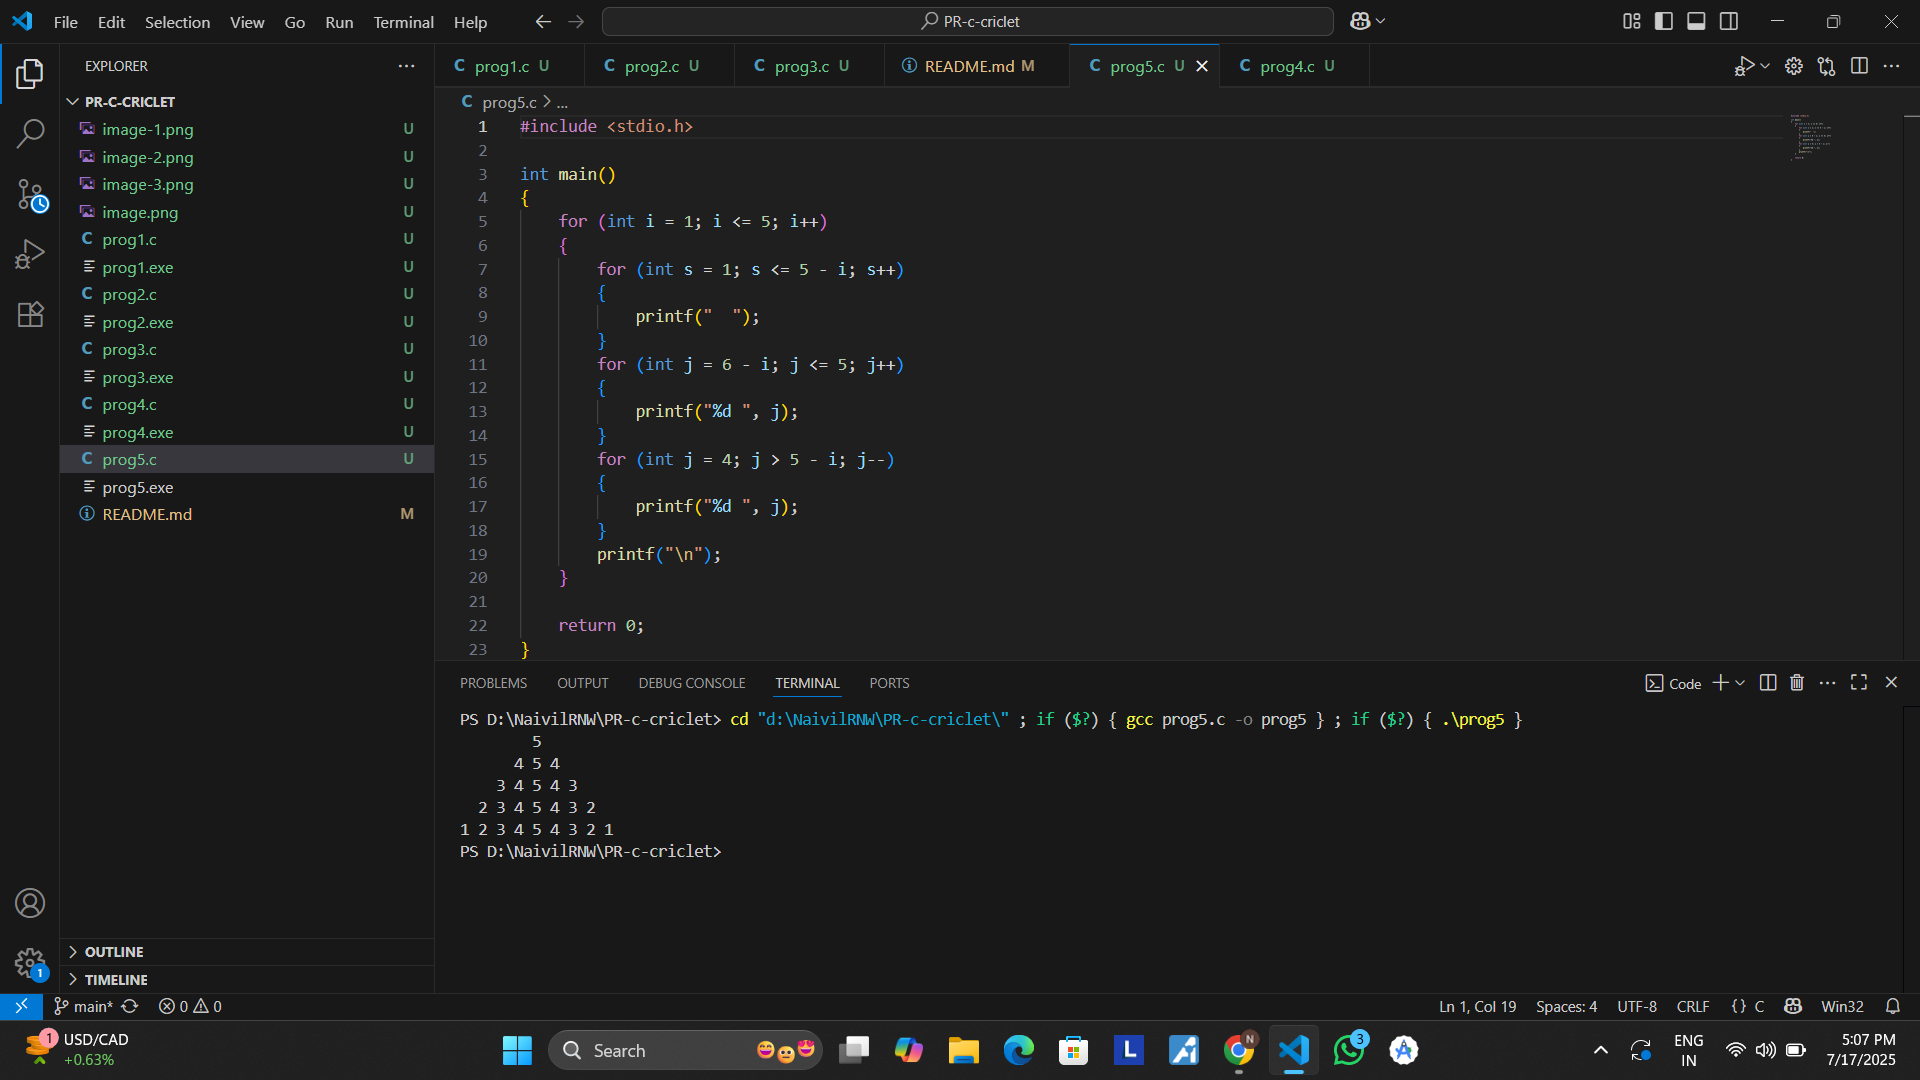 File Edit Selection View Go Run Terminal Help
PR-c-criclet
EXPLORER
PR-C-CRICLET
image-1.png U
image-2.png U
image-3.png U
image.png U
prog1.c U
prog1.exe U
prog2.c U
prog2.exe U
prog3.c U
prog3.exe U
prog4.c U
prog4.exe U
prog5.c U
prog5.exe
README.md M
OUTLINE
TIMELINE
1
C prog1.c U C prog2.c U C prog3.c U README.md M C prog5.c U C prog4.c U
C prog5.c > ...
1 #include <stdio.h>
2
3 int main()
4 {
5 for (int i = 1; i <= 5; i++)
6 {
7 for (int s = 1; s <= 5 - i; s++)
8 {
9 printf("  ");
10 }
11 for (int j = 6 - i; j <= 5; j++)
12 {
13 printf("%d ", j);
14 }
15 for (int j = 4; j > 5 - i; j--)
16 {
17 printf("%d ", j);
18 }
19 printf("\n");
20 }
21
22 return 0;
23 }
PROBLEMS OUTPUT DEBUG CONSOLE TERMINAL PORTS
Code
PS D:\NaivilRNW\PR-c-criclet> cd "d:\NaivilRNW\PR-c-criclet\" ; if ($?) { gcc prog5.c -o prog5 } ; if ($?) { .\prog5 }
5
4 5 4
3 4 5 4 3
2 3 4 5 4 3 2
1 2 3 4 5 4 3 2 1
PS D:\NaivilRNW\PR-c-criclet>
main* 0 0
Ln 1, Col 19 Spaces: 4 UTF-8 CRLF {} C Win32
1
USD/CAD
+0.63%
Search
L
N
3
ENG
IN
5:07 PM
7/17/2025